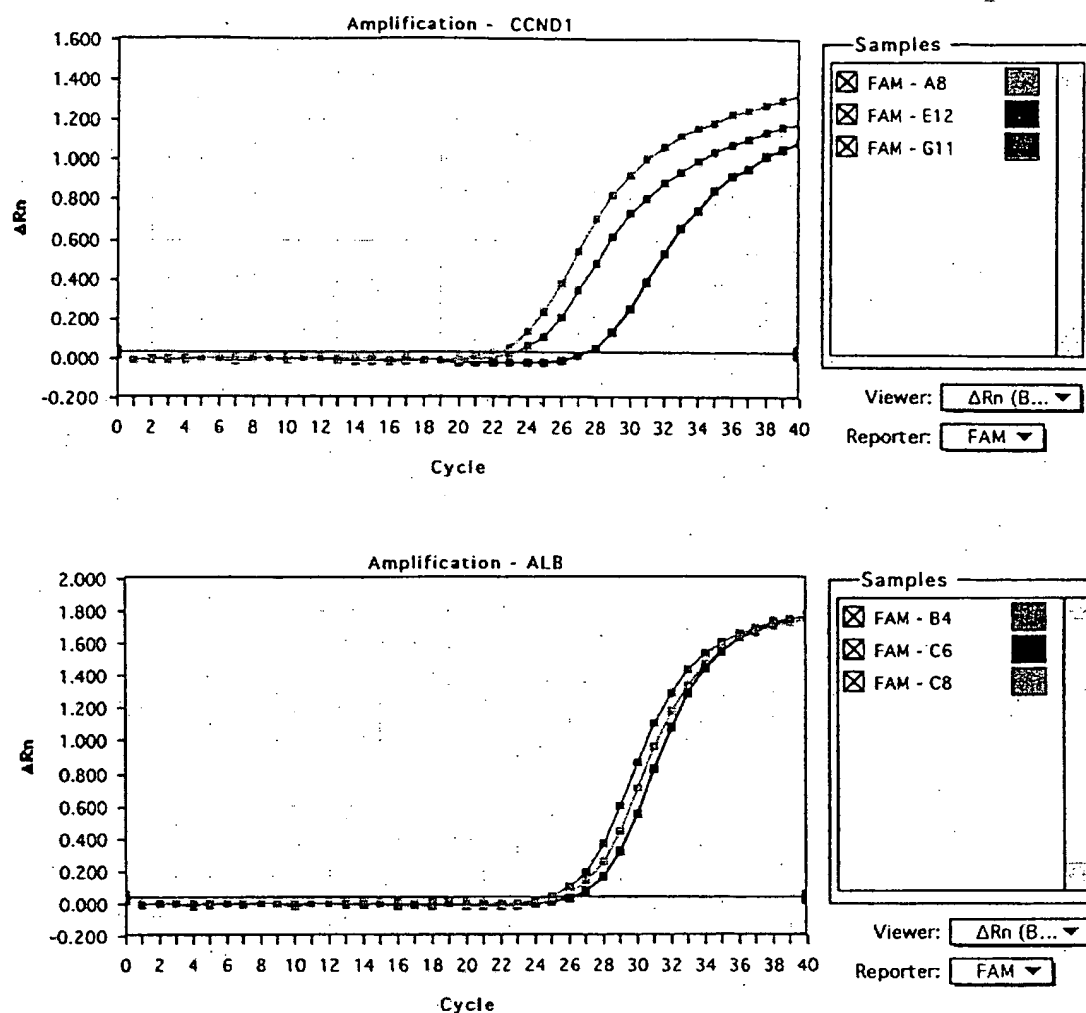 Amplification - CCND1
1.600
1.400
1.200
1.000
0.800
0.600
0.400
0.200
0.000
-0.200
ΔRn
0 2 4 6 8 10 12 14 16 18 20 22 24 26 28 30 32 34 36 38 40
Cycle
Samples
FAM - A8
FAM - E12
FAM - G11
Viewer: ΔRn (B...
Reporter: FAM
Amplification - ALB
2.000
1.800
1.600
1.400
1.200
1.000
0.800
0.600
0.400
0.200
0.000
-0.200
ΔRn
0 2 4 6 8 10 12 14 16 18 20 22 24 26 28 30 32 34 36 38 40
Cycle
Samples
FAM - B4
FAM - C6
FAM - C8
Viewer: ΔRn (B...
Reporter: FAM